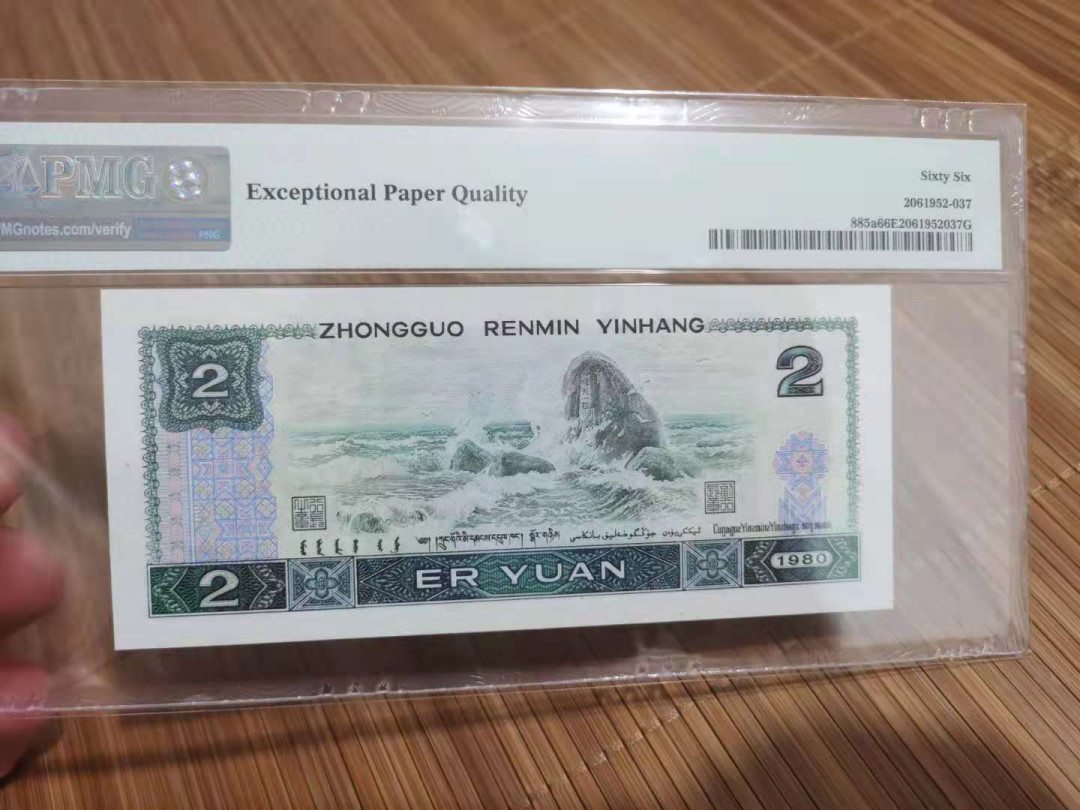 PMG
PMGnotes.com/verify
PMG
Exceptional Paper Quality
Sixty Six
2061952-037
885a66E2061952037G
ZHONGGUO RENMIN YINHANG
2
2
2
ER YUAN
1980